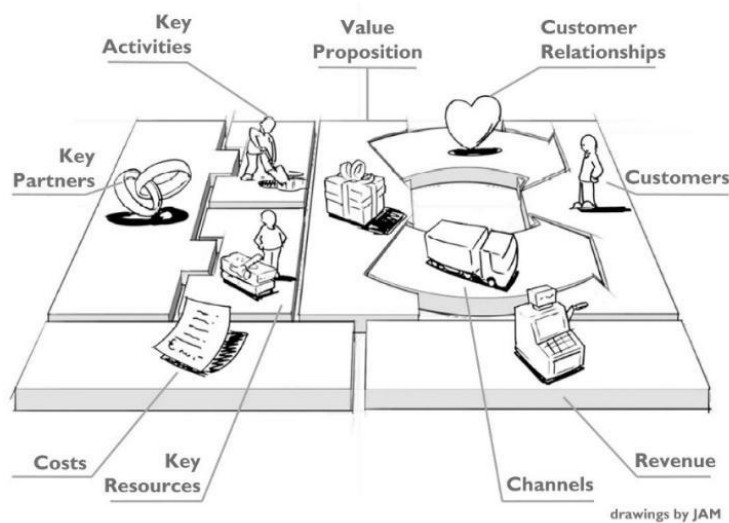 Key
Activities
Value
Proposition
Customer
Relationships
Key
Partners
Customers
Costs
Key
Resources
Channels
Revenue
drawings by JAM